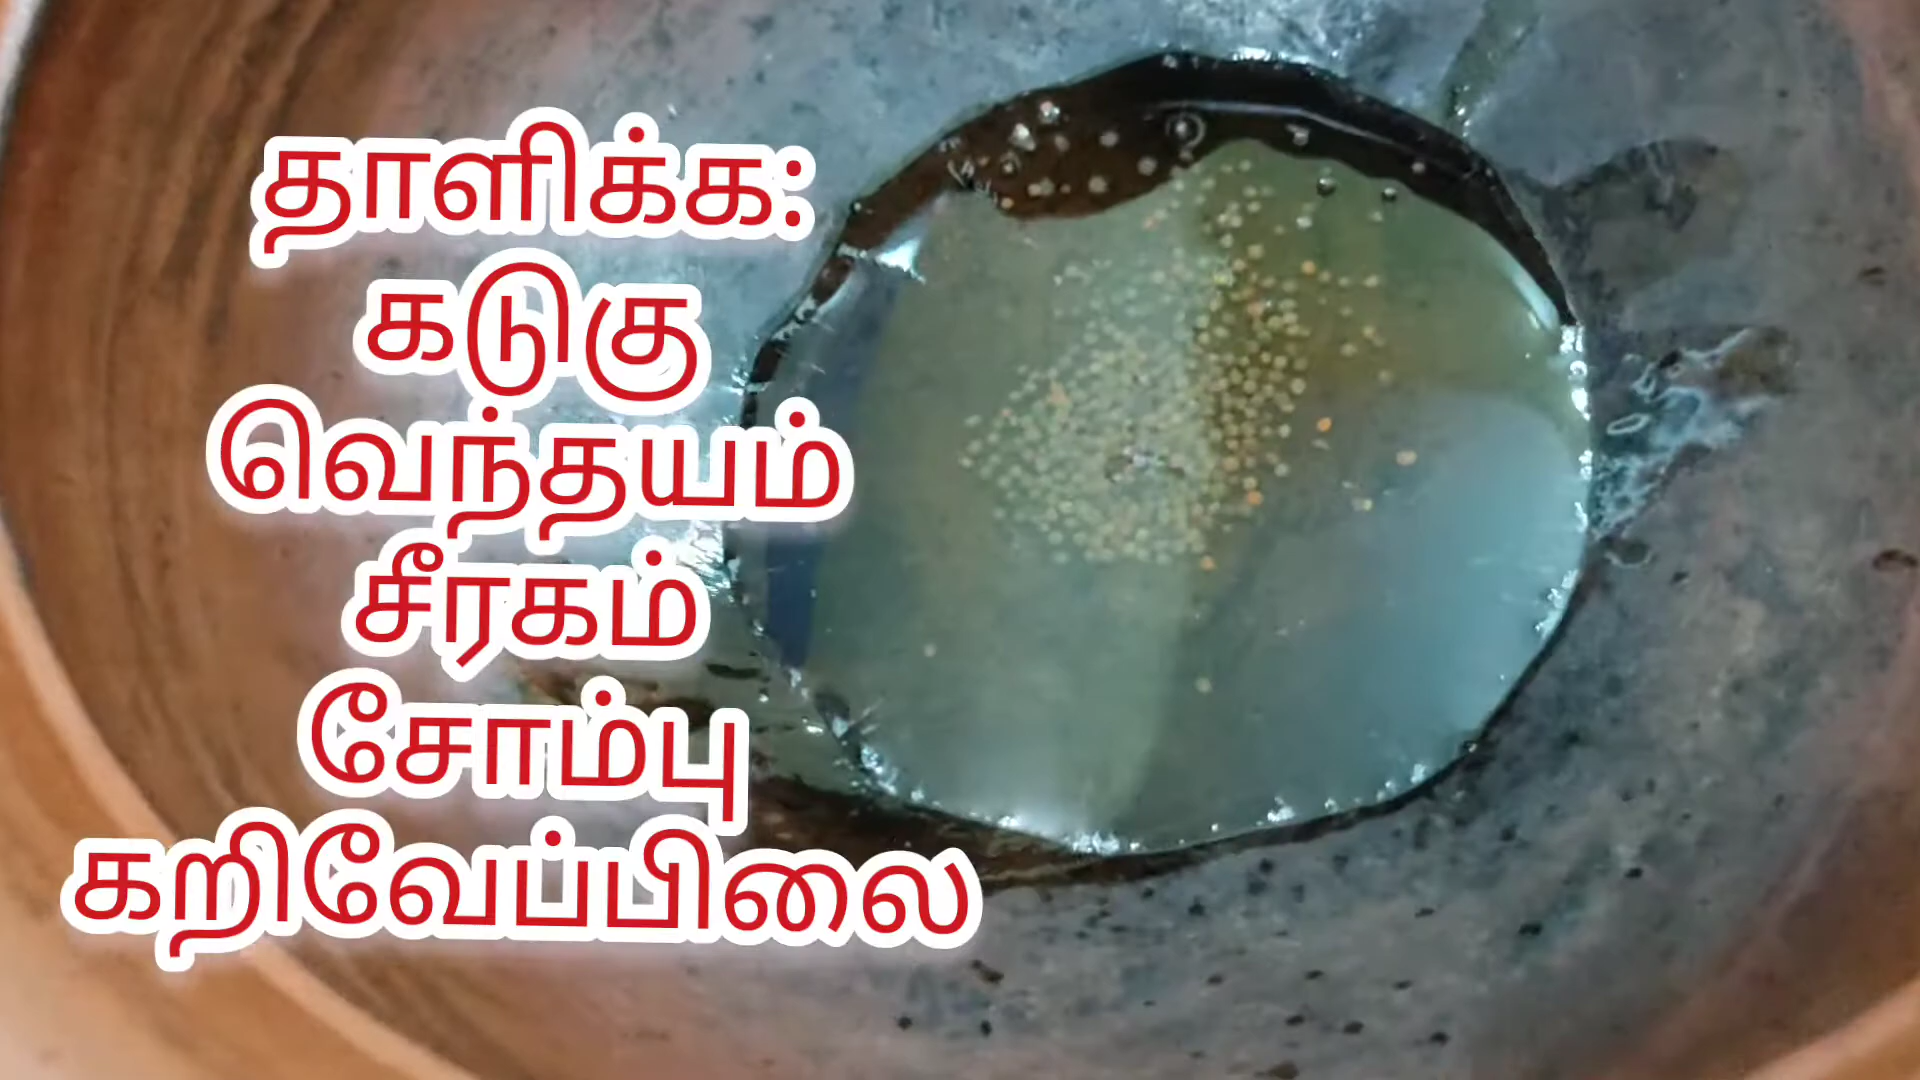 தாளிக்க:
கடுகு
வெந்தயம்
சீரகம்
சோம்பு
கறிவேப்பிலை